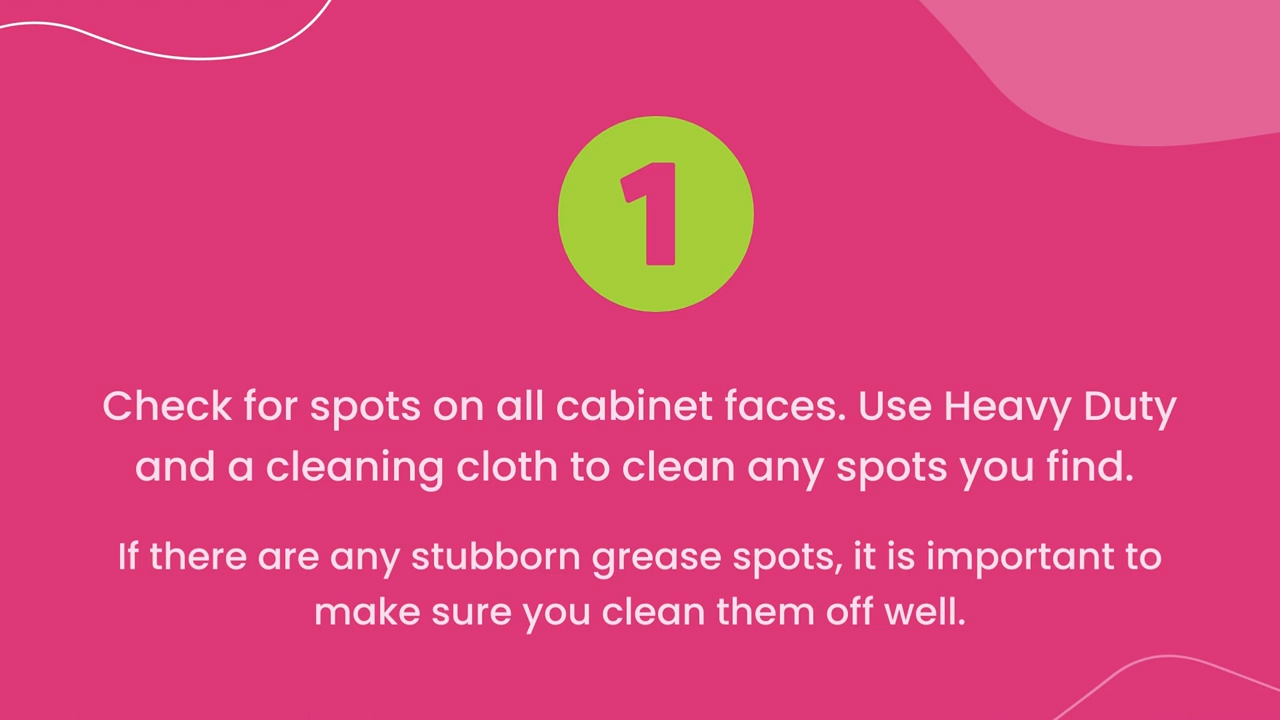 1
Check for spots on all cabinet faces. Use Heavy Duty
and a cleaning cloth to clean any spots you find.
If there are any stubborn grease spots, it is important to
make sure you clean them off well.